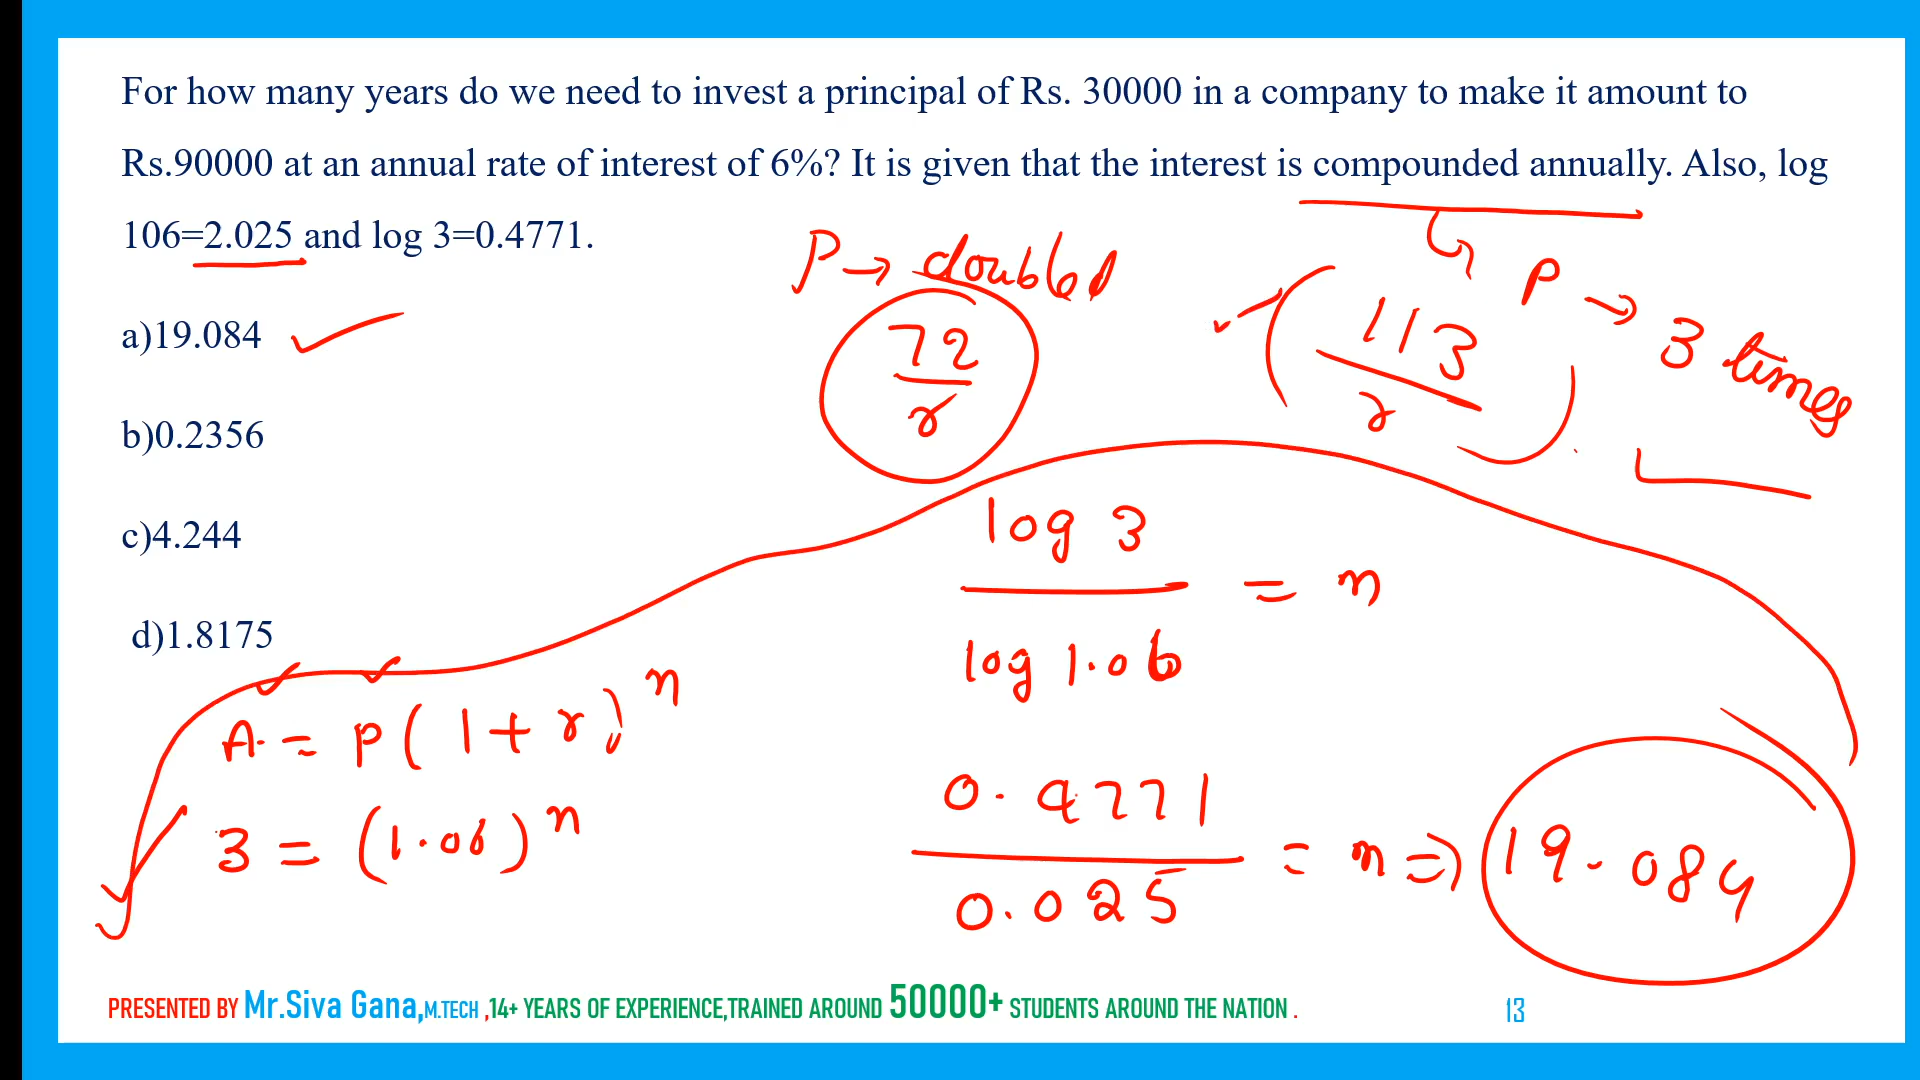 For how many years do we need to invest a principal of Rs. 30000 in a company to make it amount to
Rs.90000 at an annual rate of interest of 6%? It is given that the interest is compounded annually. Also, log
106=2.025 and log 3=0.4771.
P → doubled
72
r
113
r
P → 3 times
a)19.084
b)0.2356
c)4.244
d)1.8175
log 3
log 1.06
= n
A = P(1+r)^n
3 = (1.06)^n
0.4771
0.025
= n ⇒ 19.084
PRESENTED BY Mr.Siva Gana,M.TECH ,14+ YEARS OF EXPERIENCE,TRAINED AROUND 50000+ STUDENTS AROUND THE NATION .
13